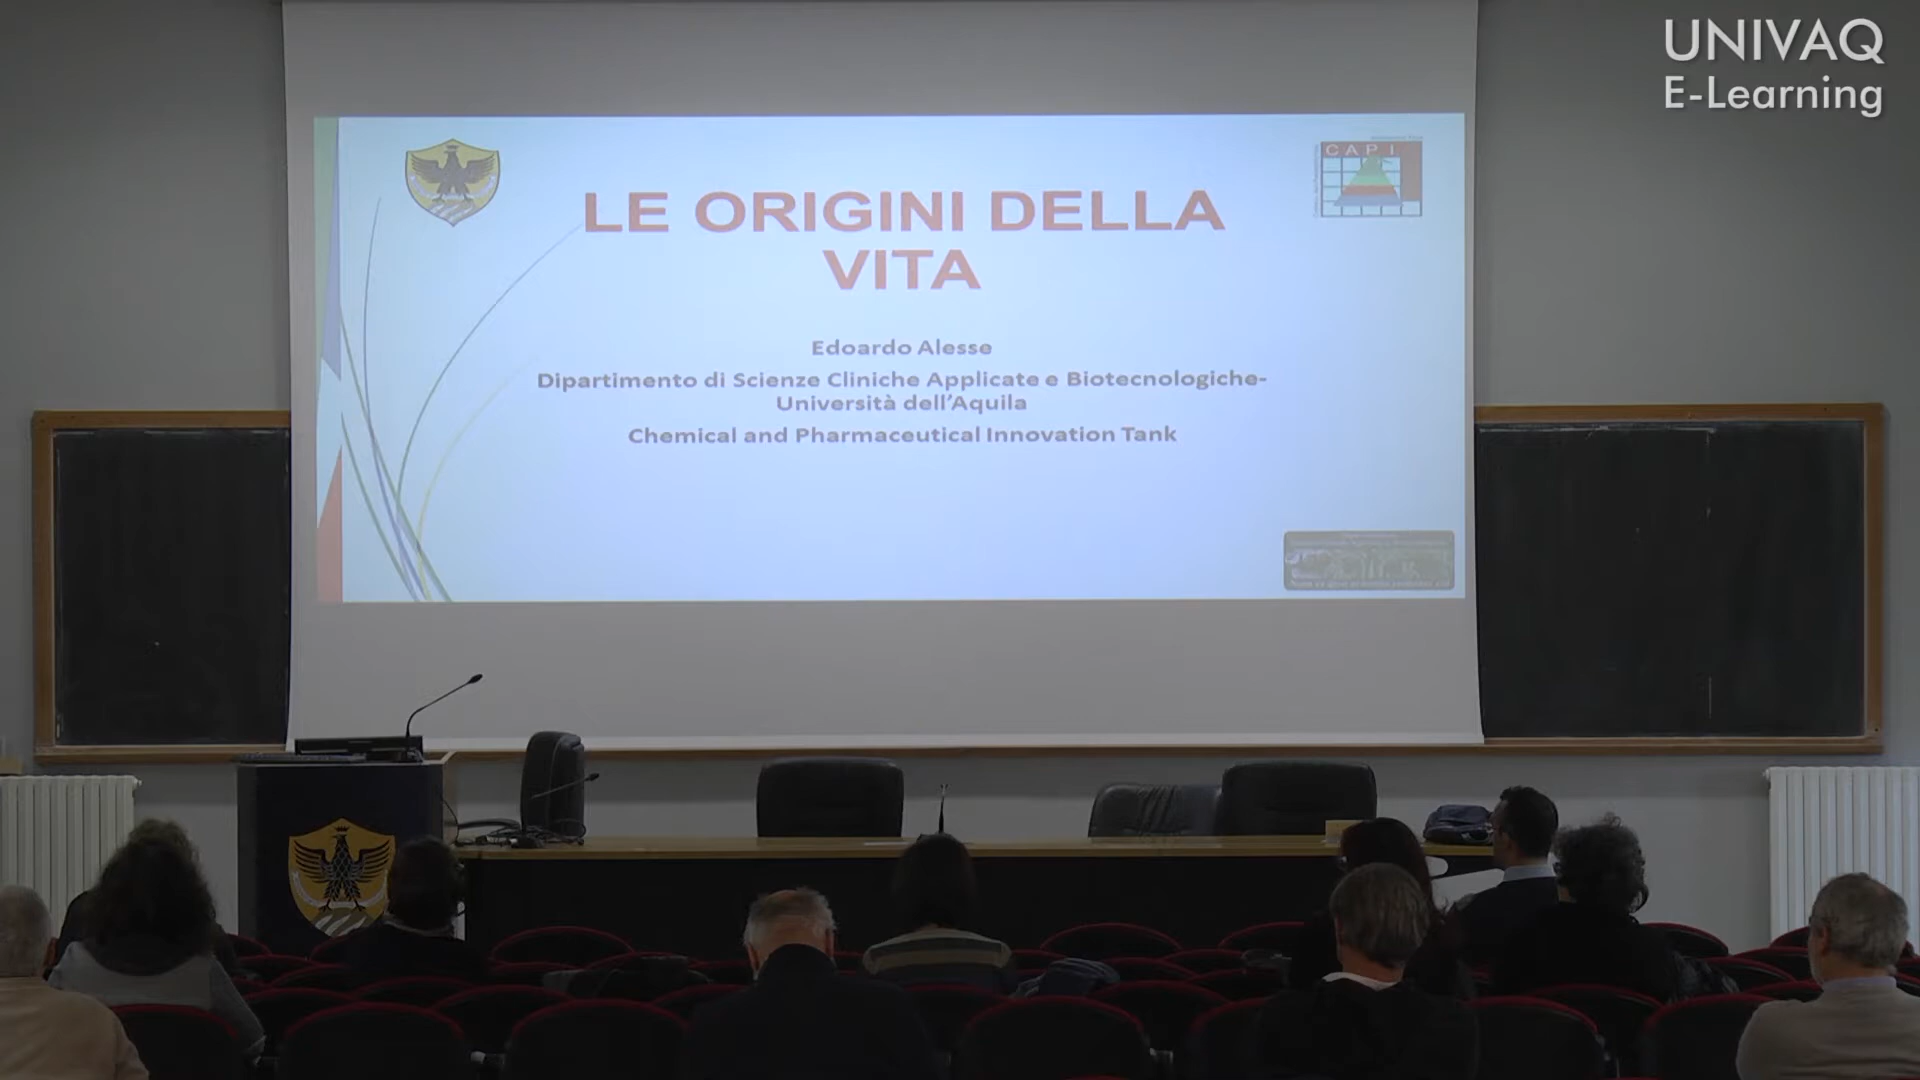 UNIVAQ
E-Learning
CAPI
LE ORIGINI DELLA
VITA
Edoardo Alesse
Dipartimento di Scienze Cliniche Applicate e Biotecnologiche-
Università dell'Aquila
Chemical and Pharmaceutical Innovation Tank